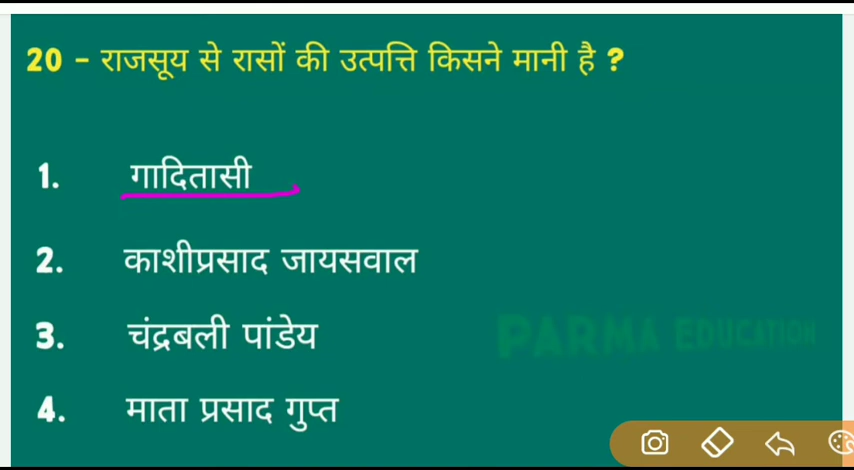 20 - राजसूय से रासों की उत्पत्ति किसने मानी है ?
1. गादितासी
2. काशीप्रसाद जायसवाल
3. चंद्रबली पांडेय
PARMA EDUCATION
4. माता प्रसाद गुप्त